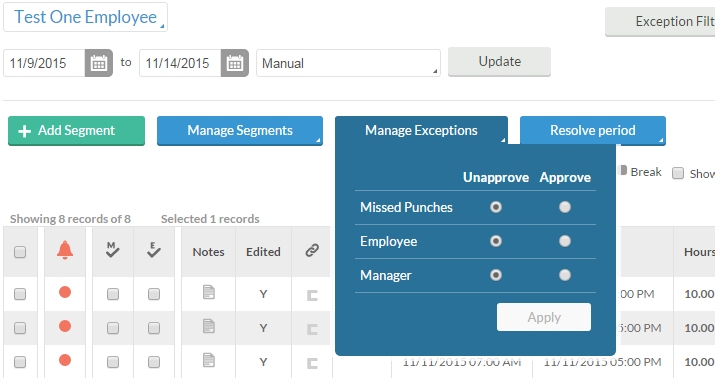 Test One Employee
Exception Filt
11/9/2015 to 11/14/2015 Manual Update
Add Segment Manage Segments Manage Exceptions Resolve period
Unapprove Approve
Break Show
Missed Punches
Showing 8 records of 8 Selected 1 records
Employee
M E Notes Edited Hours
Manager
Y 00 PM 10.00
Apply
Y 5:00 PM 10.00
Y 11/11/2015 07:00 AM 11/11/2015 05:00 PM 10.00